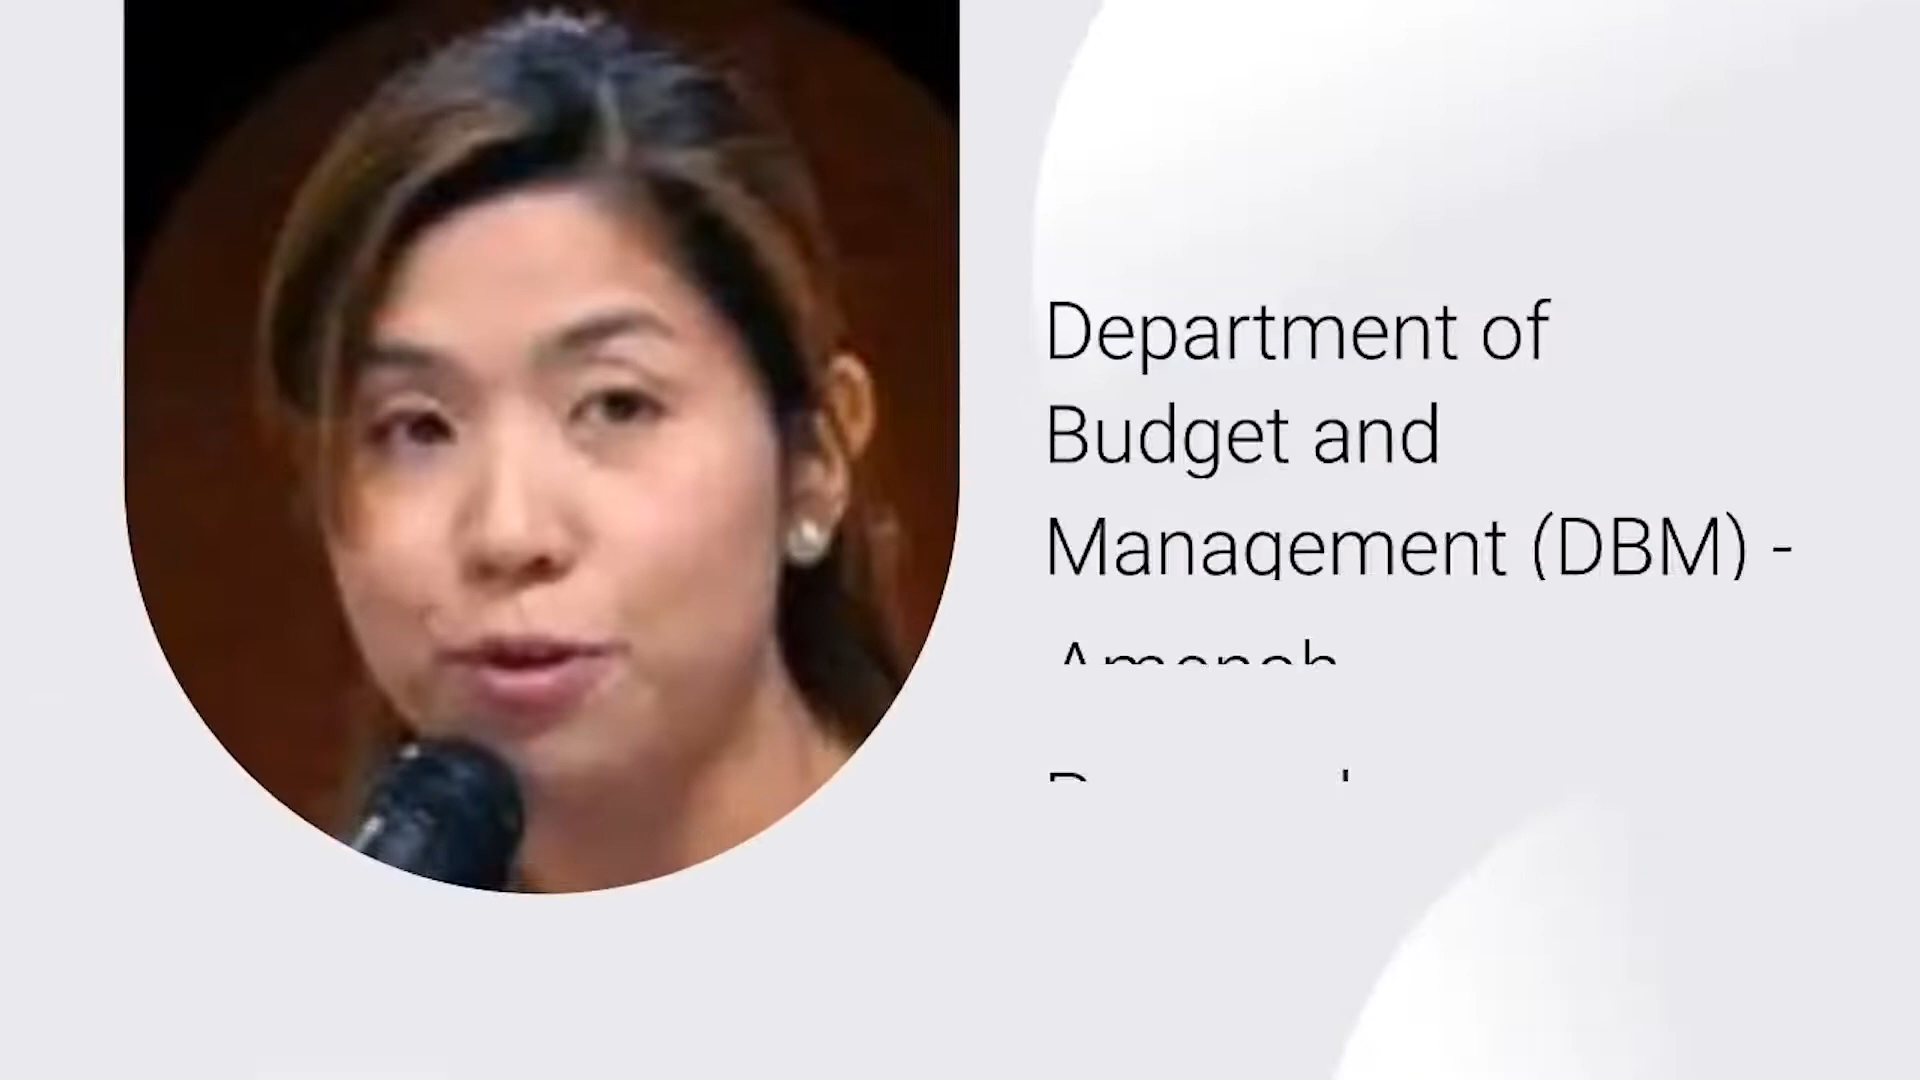 Department of
Budget and
Management (DBM) -